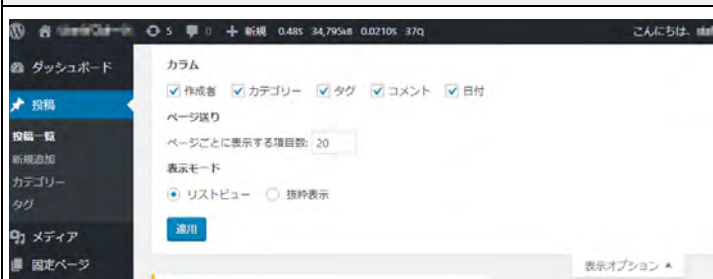 5 0 + 新規 0.48s 34,795kB 0.0210s 37Q こんにちは、
ダッシュボード
投稿
投稿一覧
新規追加
カテゴリー
タグ
メディア
固定ページ
カラム
作成者 カテゴリー タグ コメント 日付
ページ送り
ページごとに表示する項目数: 20
表示モード
リストビュー 抜粋表示
適用
表示オプション ▲